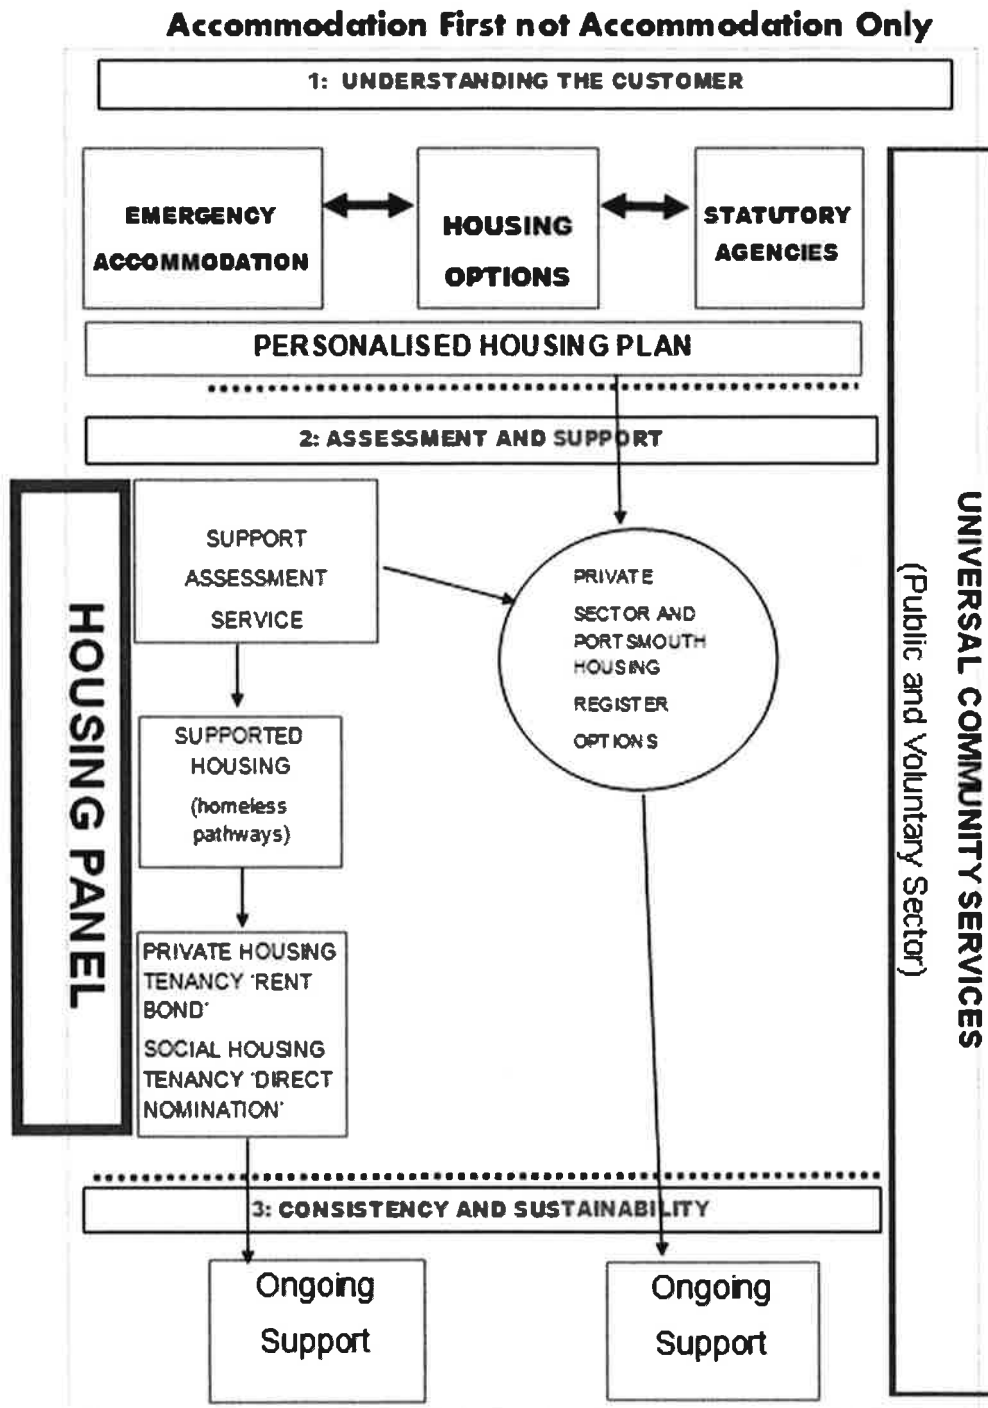 Accommodation First not Accommodation Only
1: UNDERSTANDING THE CUSTOMER
EMERGENCY
ACCOMMODATION
HOUSING
OPTIONS
STATUTORY
AGENCIES
PERSONALISED HOUSING PLAN
2: ASSESSMENT AND SUPPORT
HOUSING PANEL
SUPPORT
ASSESSMENT
SERVICE
PRIVATE
SECTOR AND
PORTSMOUTH
HOUSING
REGISTER
OPTIONS
SUPPORTED
HOUSING
(homeless
pathways)
PRIVATE HOUSING
TENANCY 'RENT
BOND'
SOCIAL HOUSING
TENANCY 'DIRECT
NOMINATION'
UNIVERSAL COMMUNITY SERVICES
(Public and Voluntary Sector)
3: CONSISTENCY AND SUSTAINABILITY
Ongoing
Support
Ongoing
Support